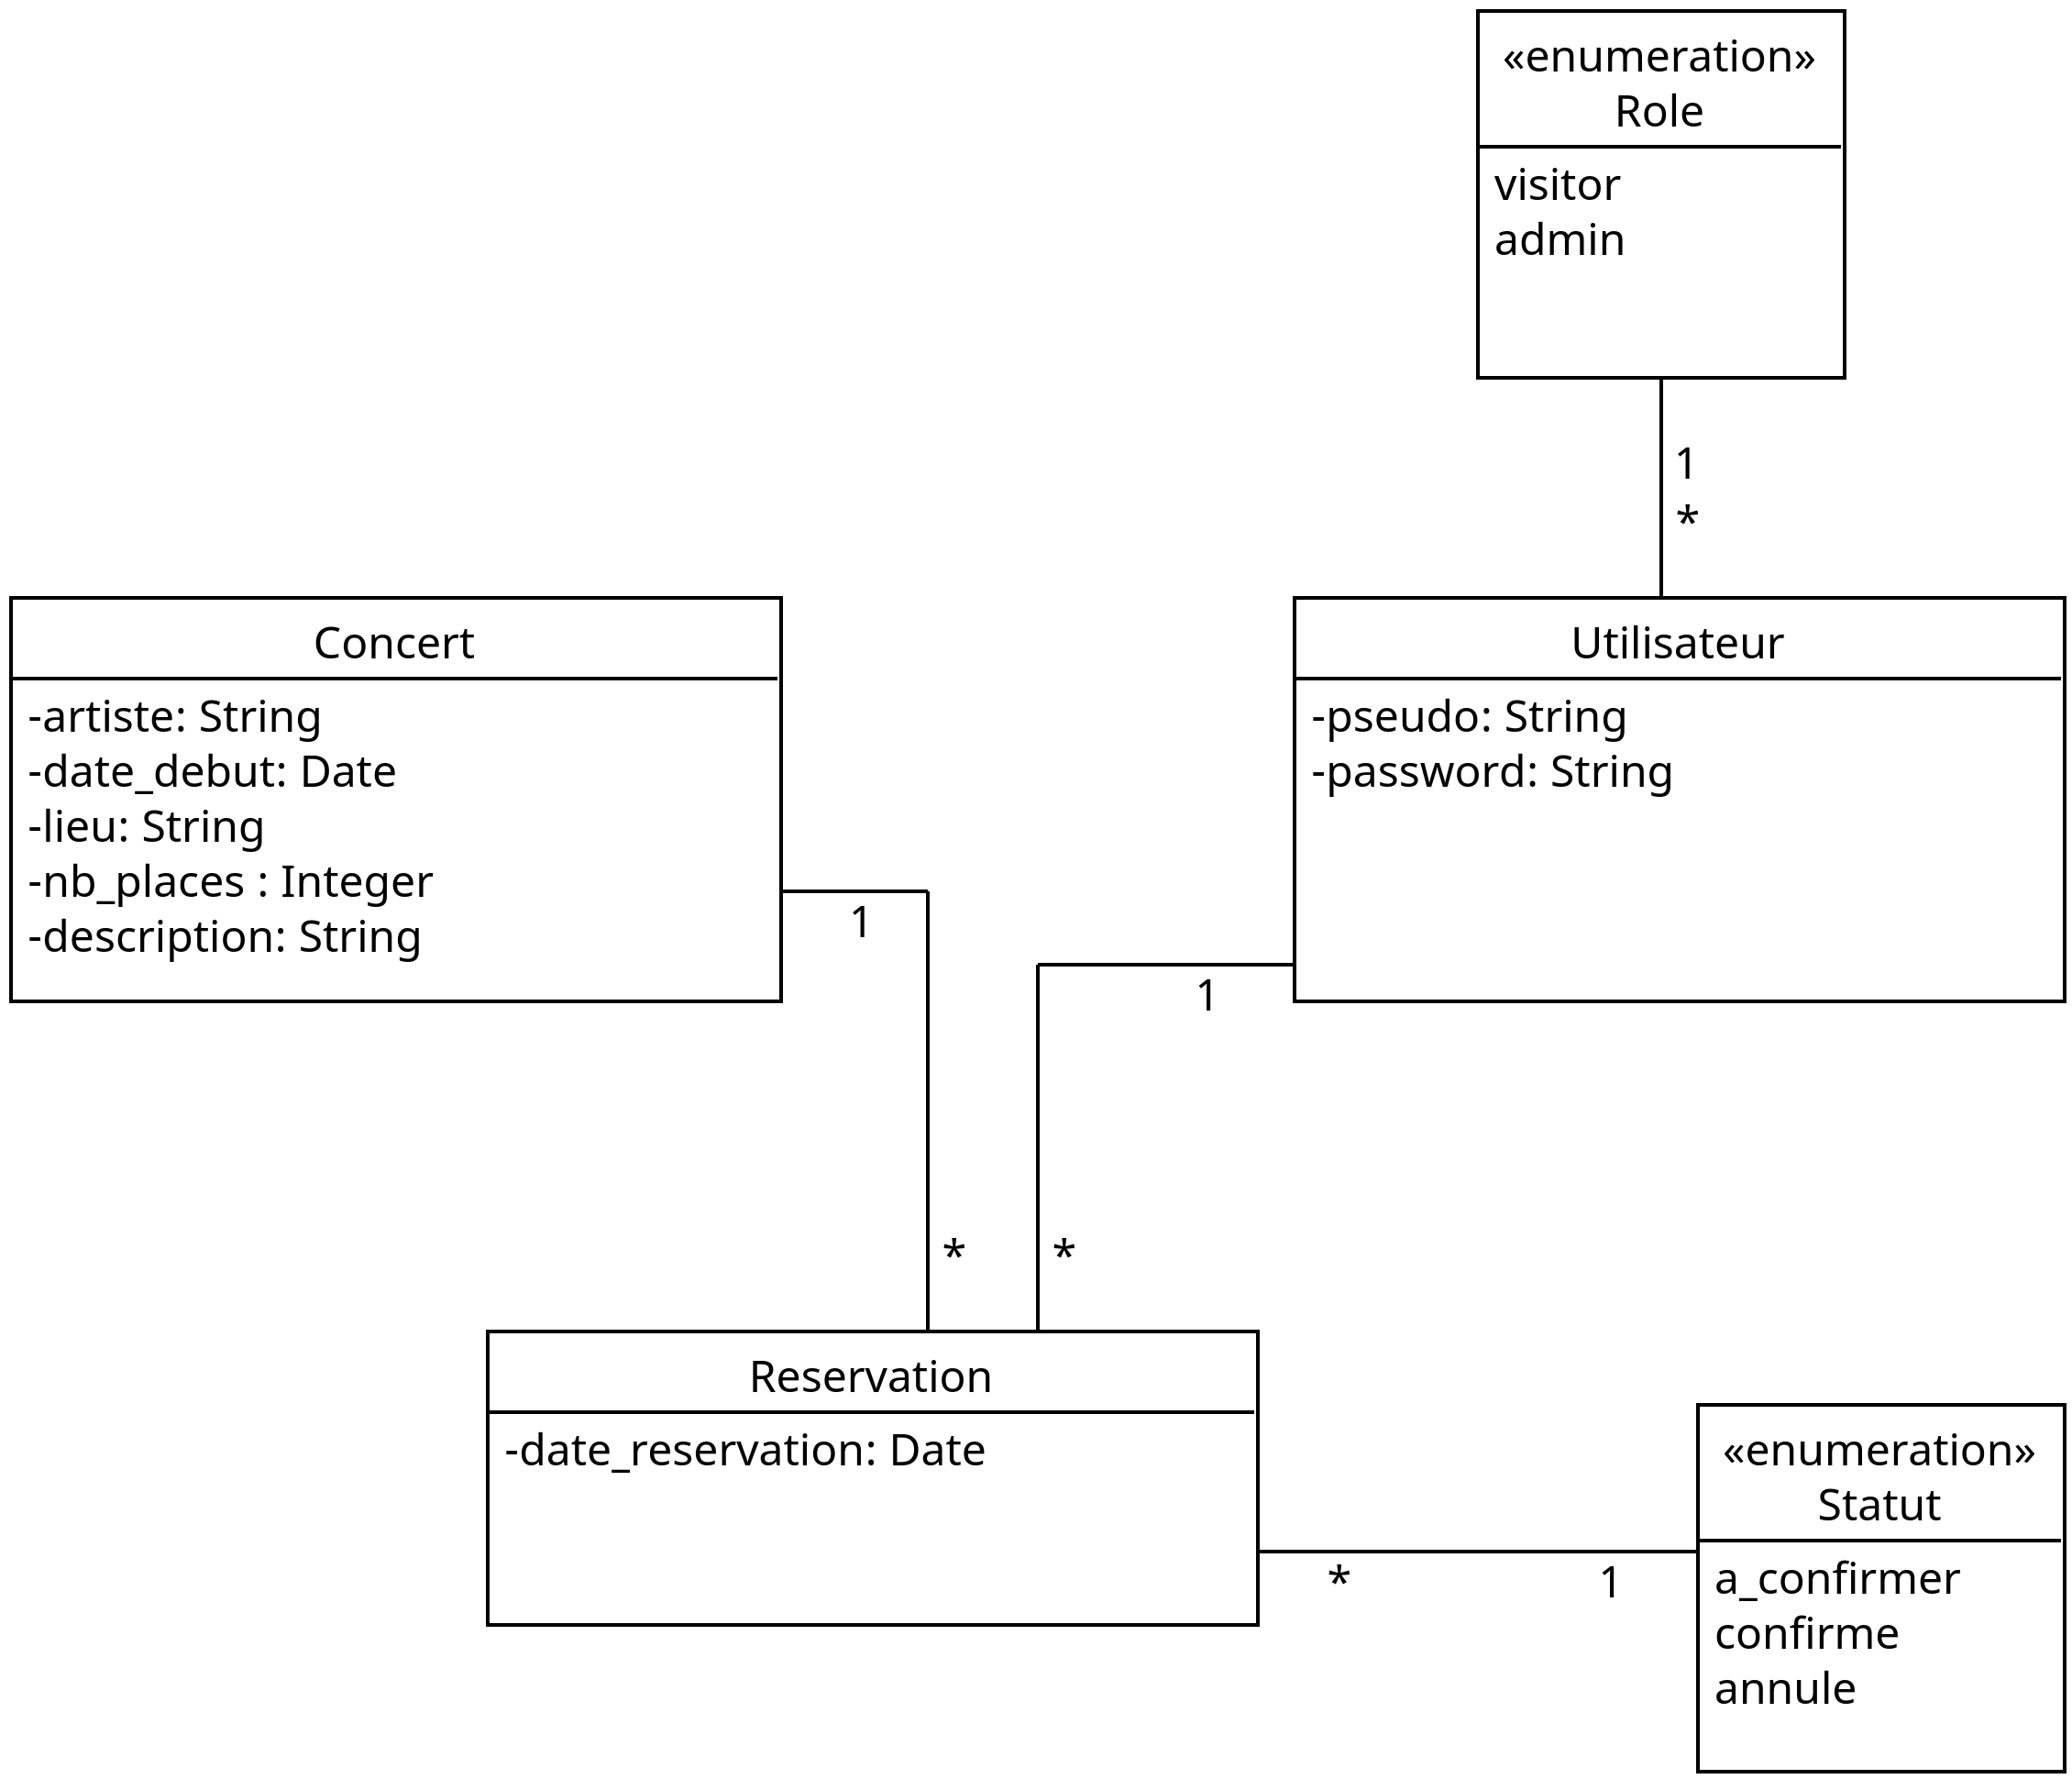 «enumeration»
Role
visitor
admin
1
*
Concert
-artiste: String
-date_debut: Date
-lieu: String
-nb_places : Integer
-description: String
1
Utilisateur
-pseudo: String
-password: String
1
*
*
Reservation
-date_reservation: Date
*
1
«enumeration»
Statut
a_confirmer
confirme
annule